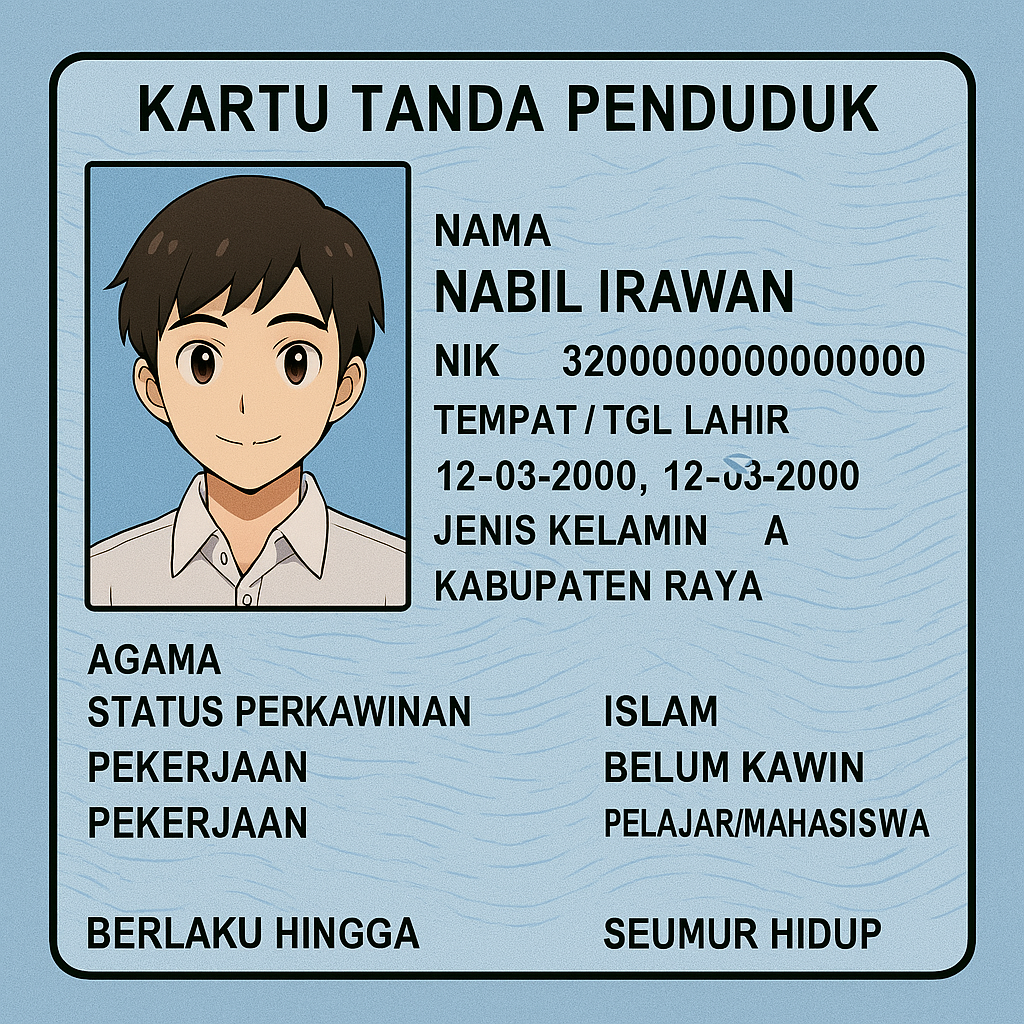 KARTU TANDA PENDUDUK
NAMA
NABIL IRAWAN
NIK 3200000000000000
TEMPAT / TGL LAHIR
12-03-2000, 12-03-2000
JENIS KELAMIN A
KABUPATEN RAYA
AGAMA
STATUS PERKAWINAN ISLAM
PEKERJAAN BELUM KAWIN
PEKERJAAN PELAJAR/MAHASISWA
BERLAKU HINGGA SEUMUR HIDUP